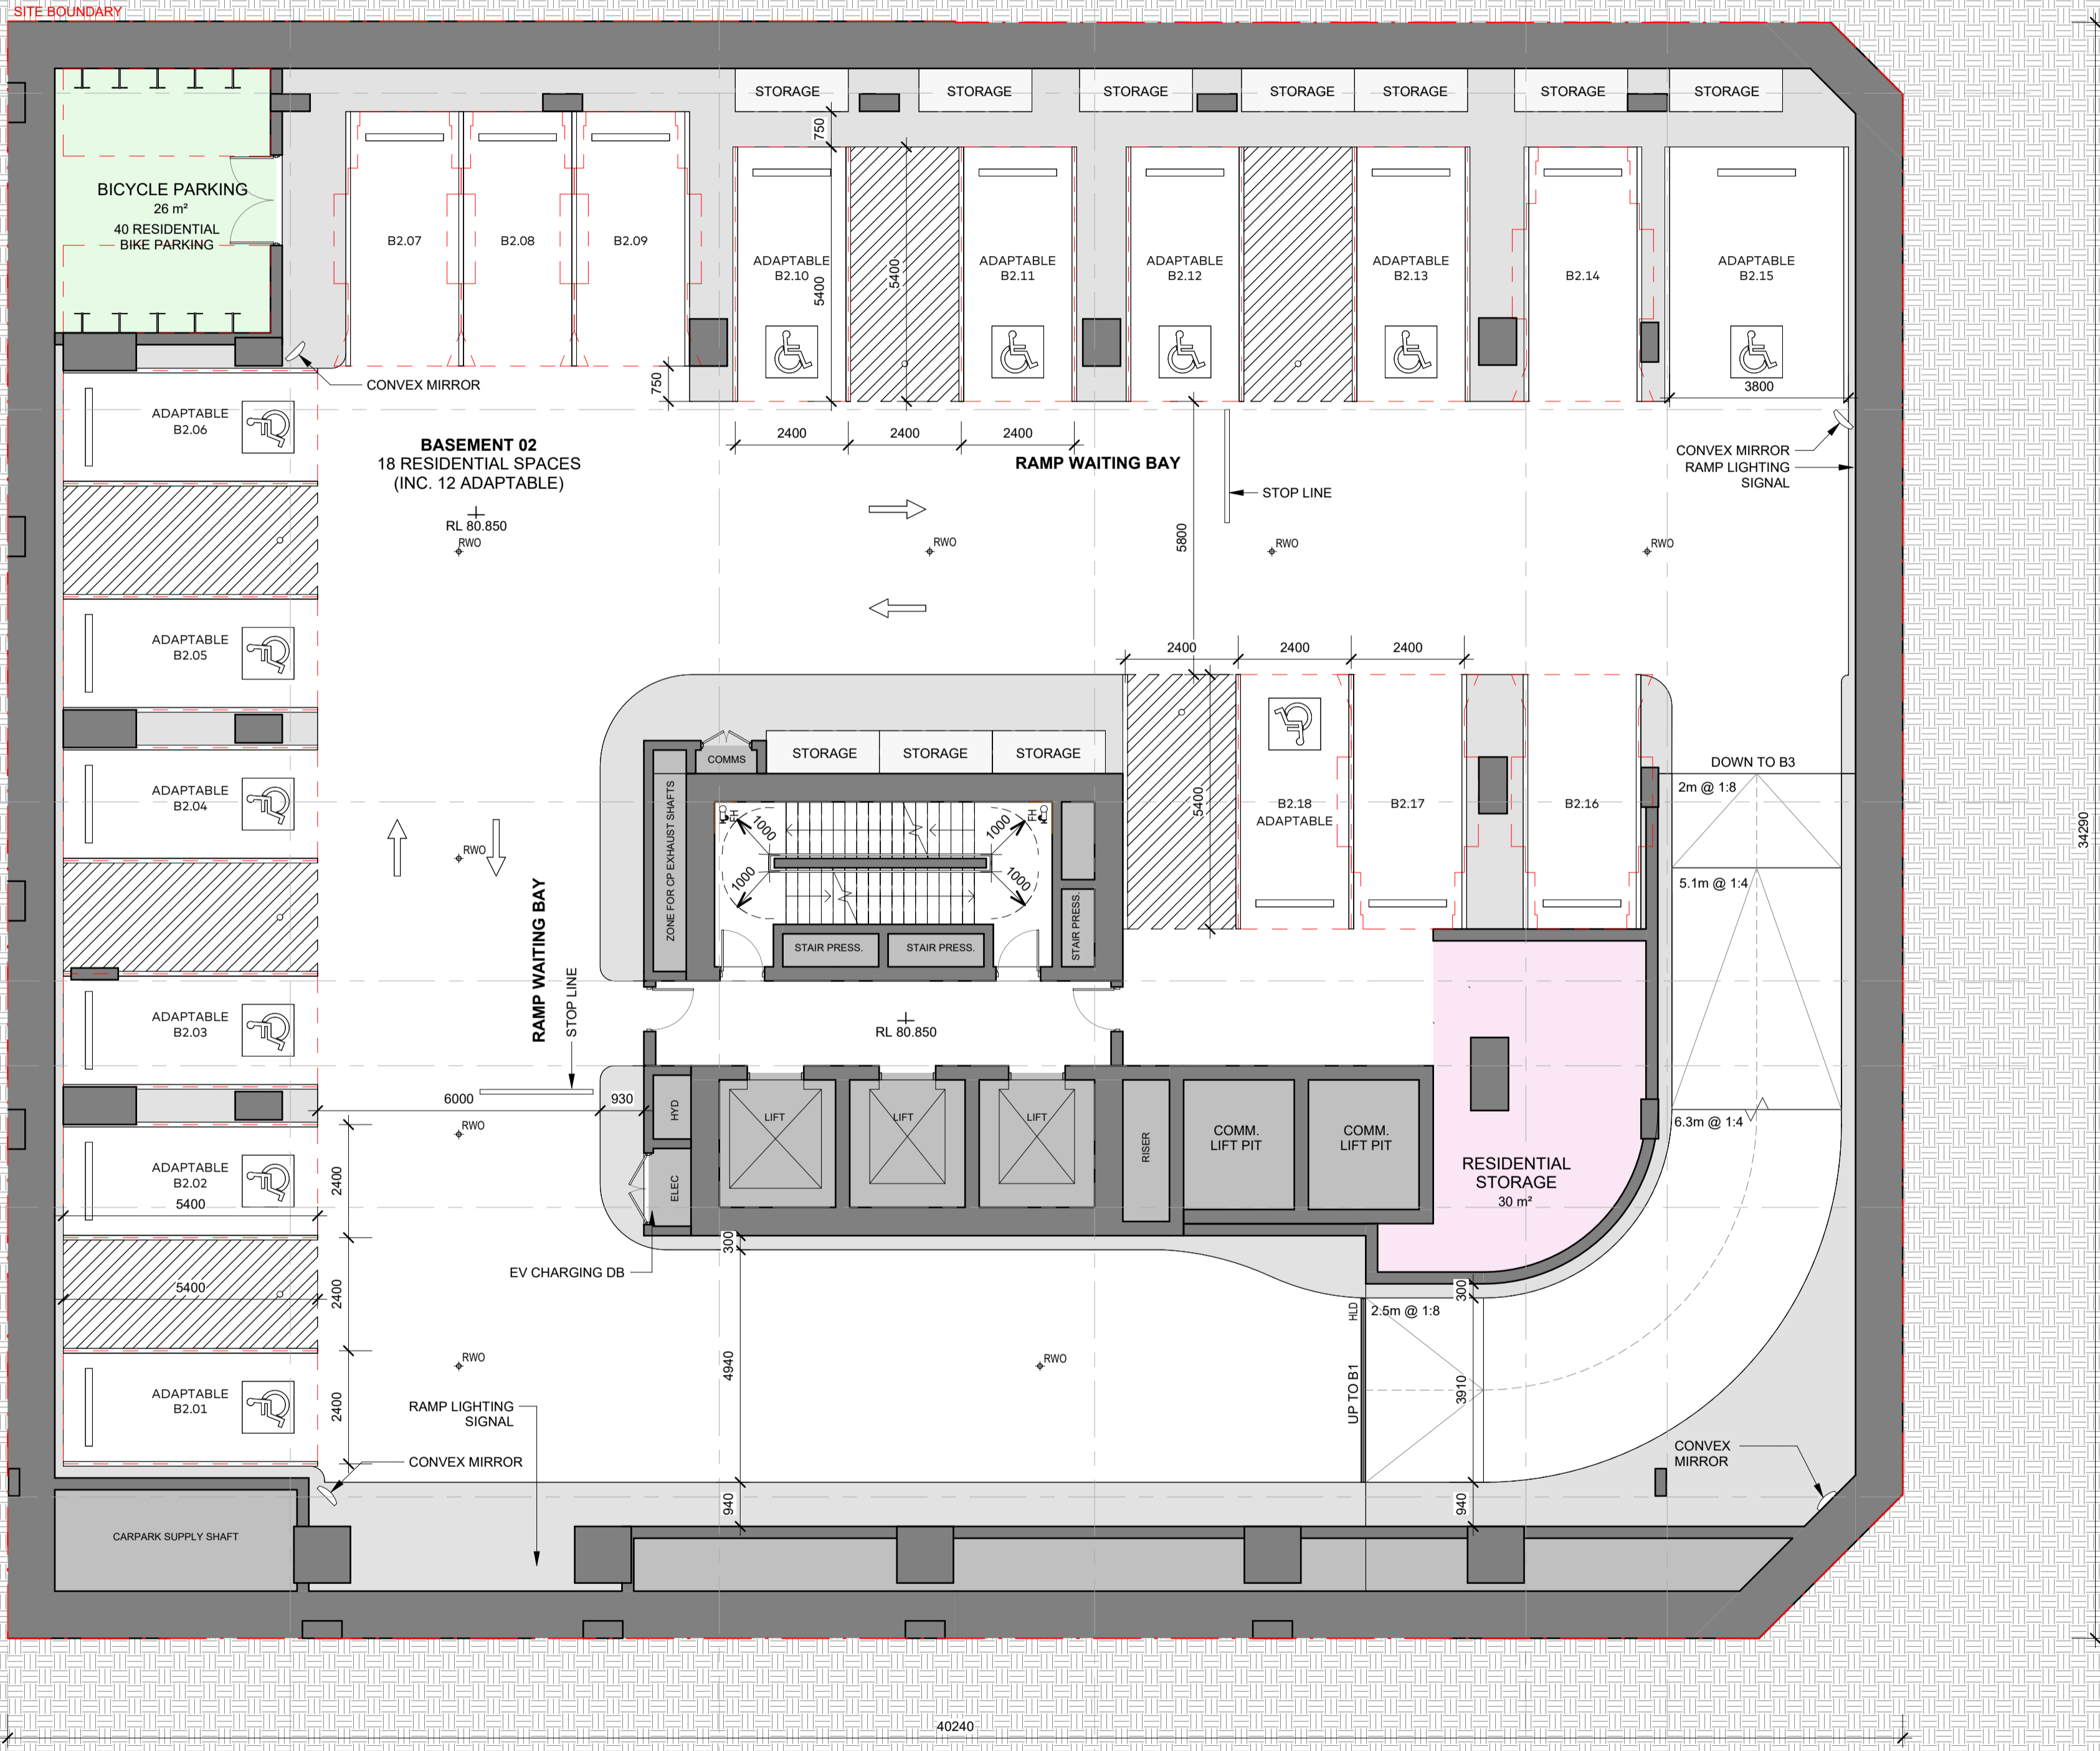 SITE BOUNDARY
STORAGE
STORAGE
STORAGE
STORAGE
STORAGE
STORAGE
STORAGE
750
BICYCLE PARKING
26 m²
40 RESIDENTIAL
BIKE PARKING
B2.07
B2.08
B2.09
ADAPTABLE
B2.10
5400
5400
ADAPTABLE
B2.11
ADAPTABLE
B2.12
ADAPTABLE
B2.13
B2.14
ADAPTABLE
B2.15
3800
CONVEX MIRROR
750
ADAPTABLE
B2.06
BASEMENT 02
18 RESIDENTIAL SPACES
(INC. 12 ADAPTABLE)
RL 80.850
RWO
2400
2400
2400
RAMP WAITING BAY
STOP LINE
CONVEX MIRROR
RAMP LIGHTING
SIGNAL
RWO
RWO
RWO
5800
ADAPTABLE
B2.05
2400
2400
2400
ADAPTABLE
B2.04
COMMS
STORAGE
STORAGE
STORAGE
DOWN TO B3
2m @ 1:8
5400
B2.18
ADAPTABLE
B2.17
B2.16
34290
ZONE FOR CP EXHAUST SHAFTS
FH
FH
1000
1000
1000
1000
RWO
5.1m @ 1:4
RAMP WAITING BAY
STOP LINE
STAIR PRESS.
STAIR PRESS.
STAIR PRESS.
ADAPTABLE
B2.03
RL 80.850
6000
930
HYD
LIFT
LIFT
LIFT
RISER
COMM.
LIFT PIT
COMM.
LIFT PIT
6.3m @ 1:4
RWO
ADAPTABLE
B2.02
5400
2400
ELEC
RESIDENTIAL
STORAGE
30 m²
300
EV CHARGING DB
5400
2400
300
HLD
2.5m @ 1:8
RWO
4940
RWO
UP TO B1
3910
ADAPTABLE
B2.01
2400
RAMP LIGHTING
SIGNAL
CONVEX MIRROR
CONVEX
MIRROR
940
940
CARPARK SUPPLY SHAFT
40240